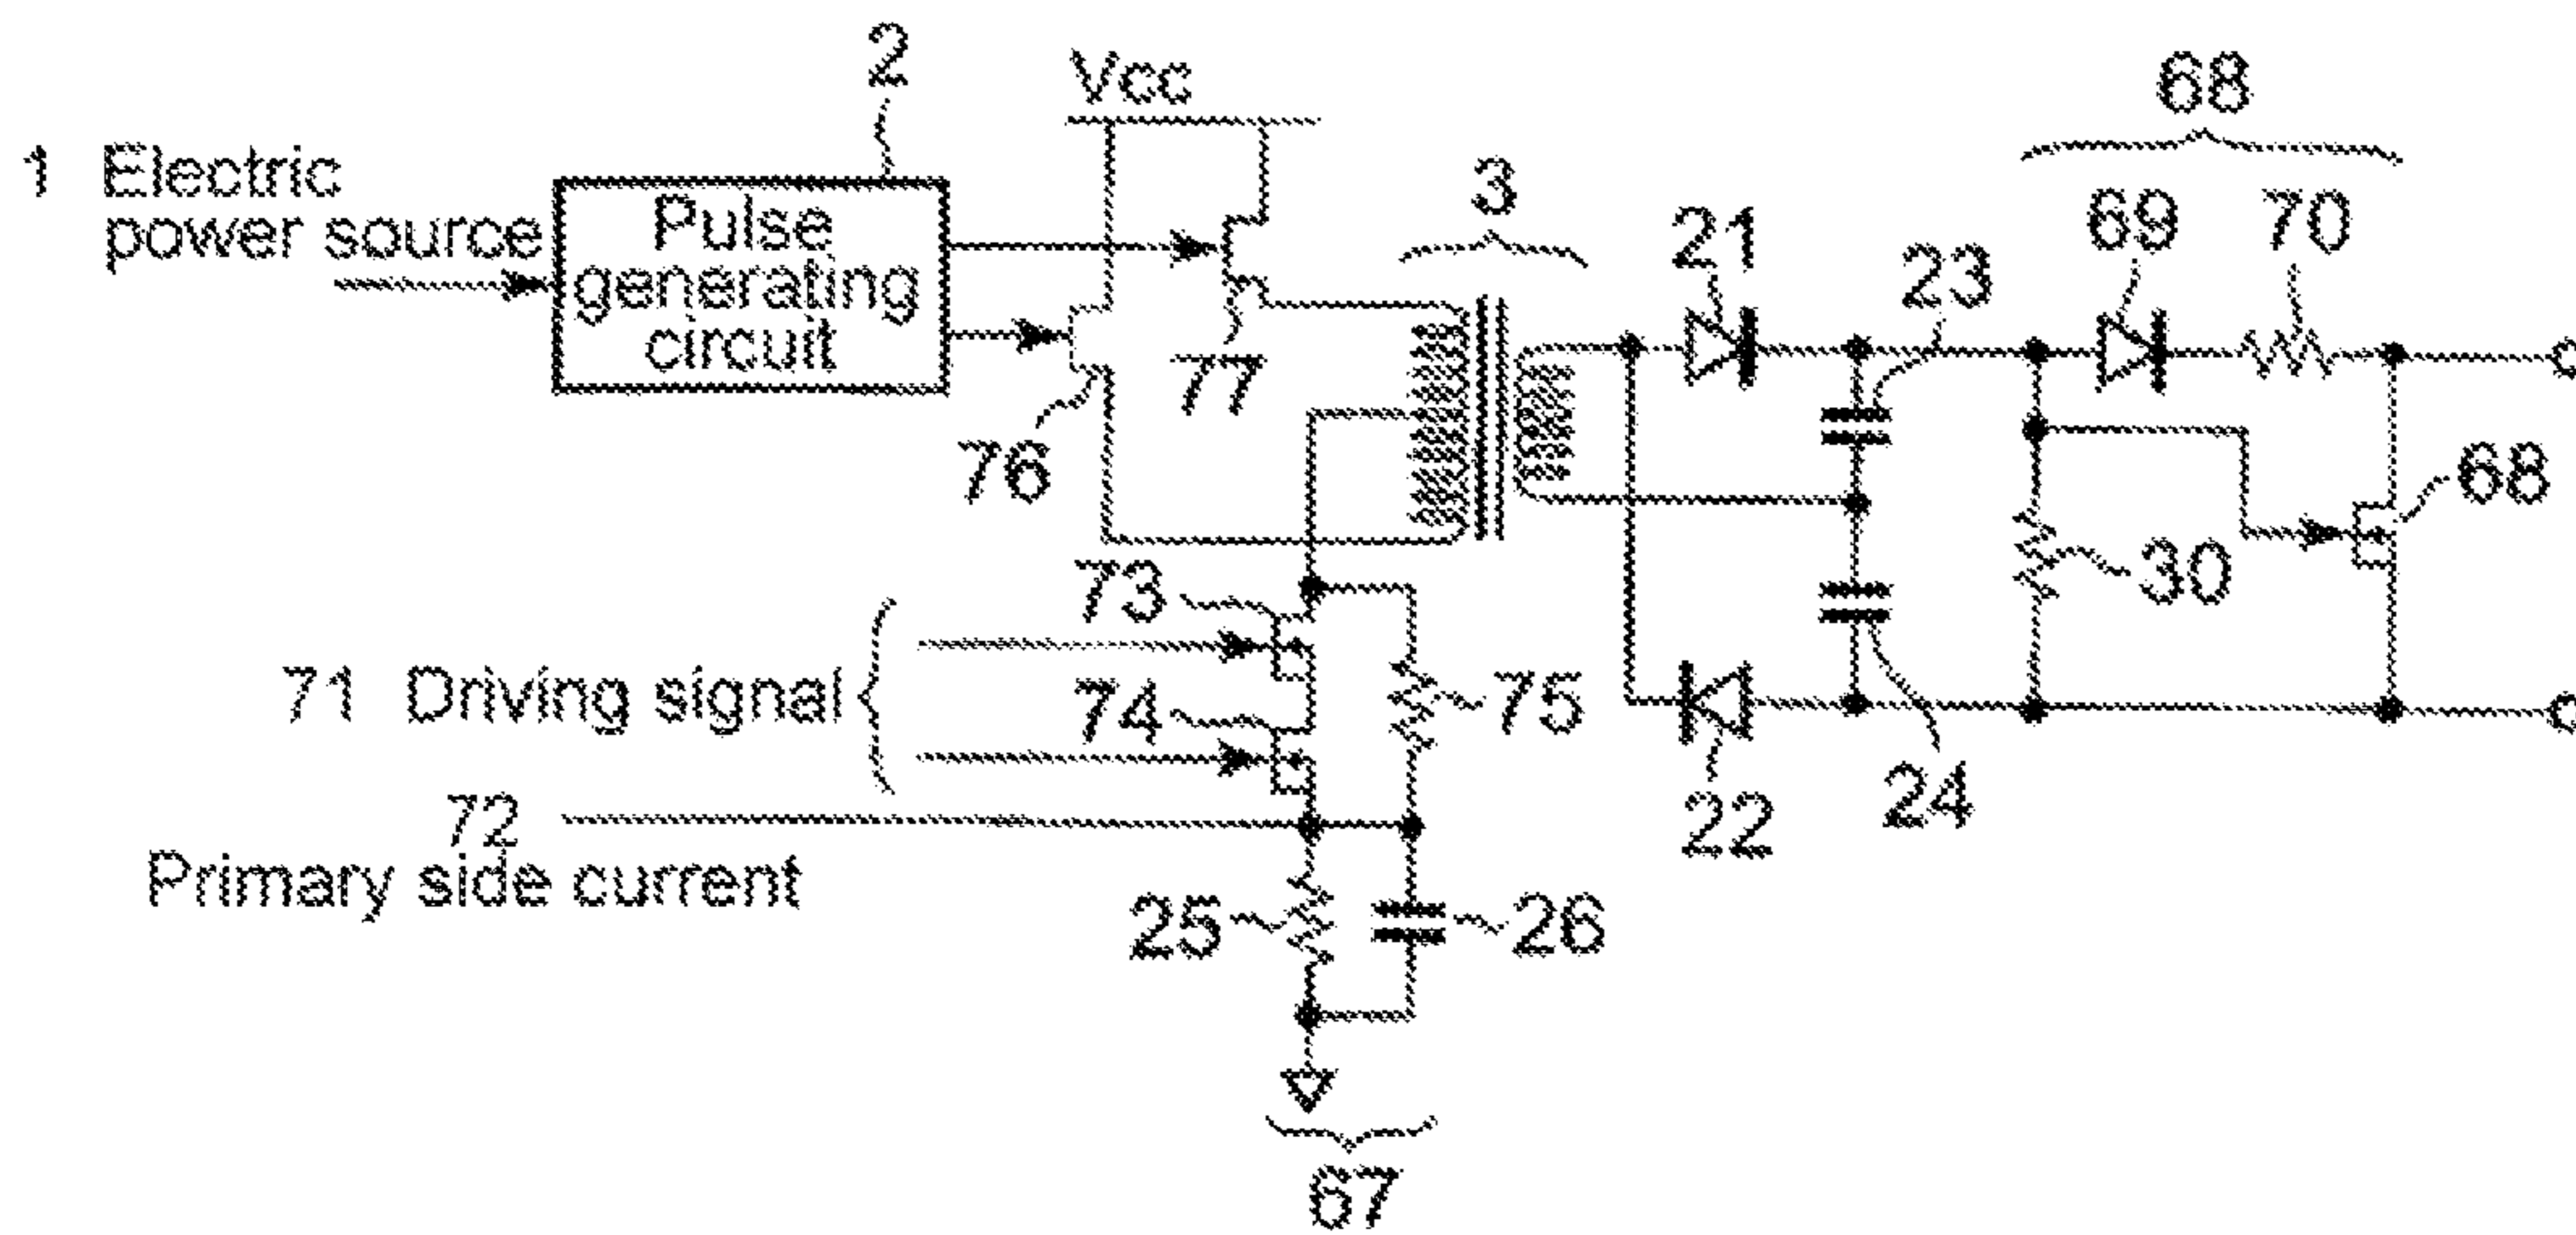 2
Vcc
68
1 Electric
power source
Pulse
generating
circuit
3
21
23
69
70
77
76
68
30
73
71 Driving signal
74
75
72
Primary side current
22
24
25
26
67